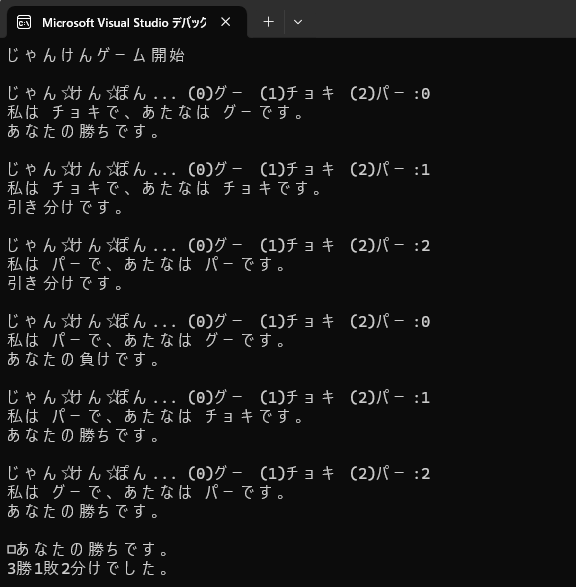 Microsoft Visual Studio デバッグ
じゃんけんゲーム開始
じゃん☆けん☆ぽん... (0)グー (1)チョキ (2)パー:0
私は チョキで、あたなは グーです。
あなたの勝ちです。
じゃん☆けん☆ぽん... (0)グー (1)チョキ (2)パー:1
私は チョキで、あたなは チョキです。
引き分けです。
じゃん☆けん☆ぽん... (0)グー (1)チョキ (2)パー:2
私は パーで、あたなは パーです。
引き分けです。
じゃん☆けん☆ぽん... (0)グー (1)チョキ (2)パー:0
私は パーで、あたなは グーです。
あなたの負けです。
じゃん☆けん☆ぽん... (0)グー (1)チョキ (2)パー:1
私は パーで、あたなは チョキです。
あなたの勝ちです。
じゃん☆けん☆ぽん... (0)グー (1)チョキ (2)パー:2
私は グーで、あたなは パーです。
あなたの勝ちです。
□あなたの勝ちです。
3勝1敗2分けでした。